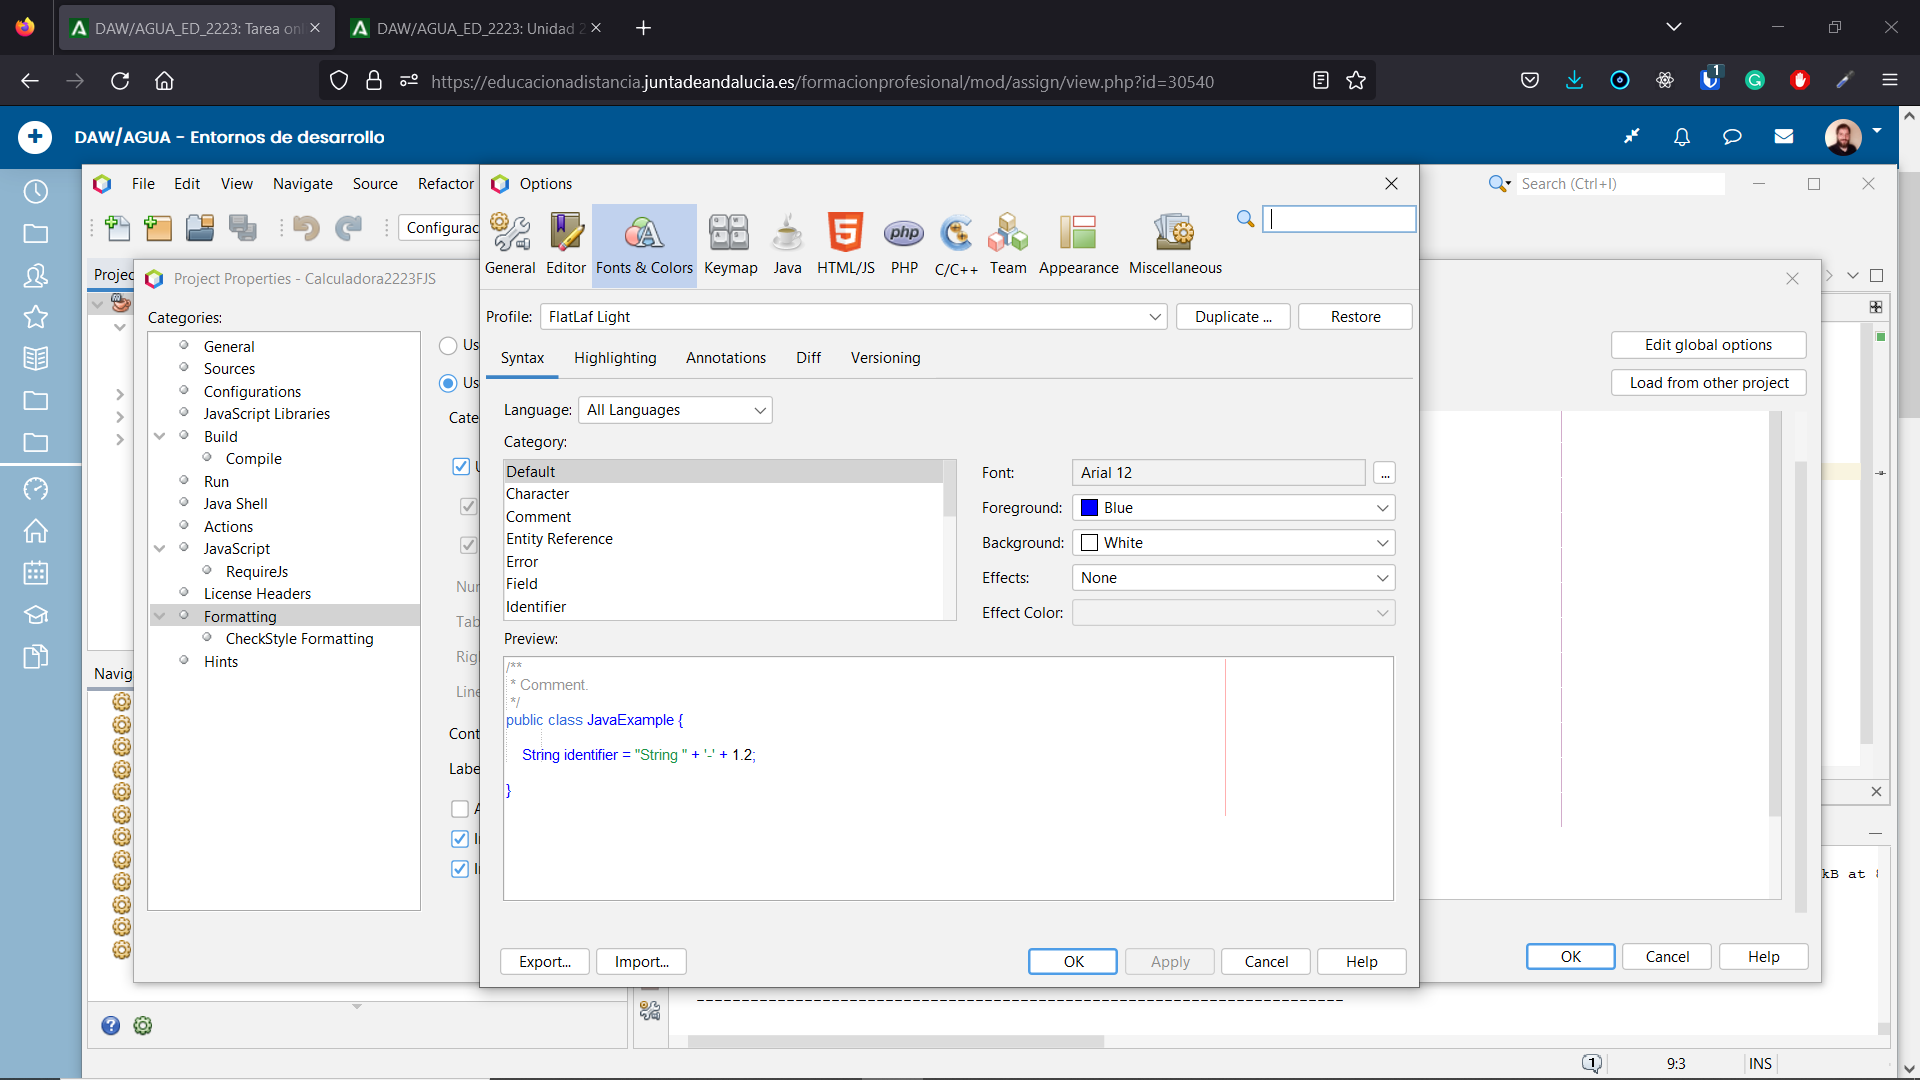 DAW/AGUA_ED_2223: Tarea onl
DAW/AGUA_ED_2223: Unidad 2
https://educacionadistancia.juntadeandalucia.es/formacionprofesional/mod/assign/view.php?id=30540
1
DAW/AGUA - Entornos de desarrollo
File Edit View Navigate Source Refactor
Options
Search (Ctrl+I)
Configurac
General Editor Fonts & Colors Keymap Java HTML/JS PHP C/C++ Team Appearance Miscellaneous
Projec
Project Properties - Calculadora2223FJS
Categories:
General
Sources
Configurations
JavaScript Libraries
Build
Compile
Run
Java Shell
Actions
JavaScript
RequireJs
License Headers
Formatting
CheckStyle Formatting
Hints
Us
Us
Cate
Num
Tab
Righ
Line
Cont
Labe
Profile: FlatLaf Light Duplicate ... Restore
Syntax Highlighting Annotations Diff Versioning
Language: All Languages
Category:
Default
Character
Comment
Entity Reference
Error
Field
Identifier
Font: Arial 12 ...
Foreground: Blue
Background: White
Effects: None
Effect Color:
Preview:
/**
* Comment.
*/
public class JavaExample {
String identifier = "String " + '-' + 1.2;
}
Export... Import... OK Apply Cancel Help
Edit global options
Load from other project
OK Cancel Help
Navig
kB at
--------------------------------------------------------------------
1 9:3 INS